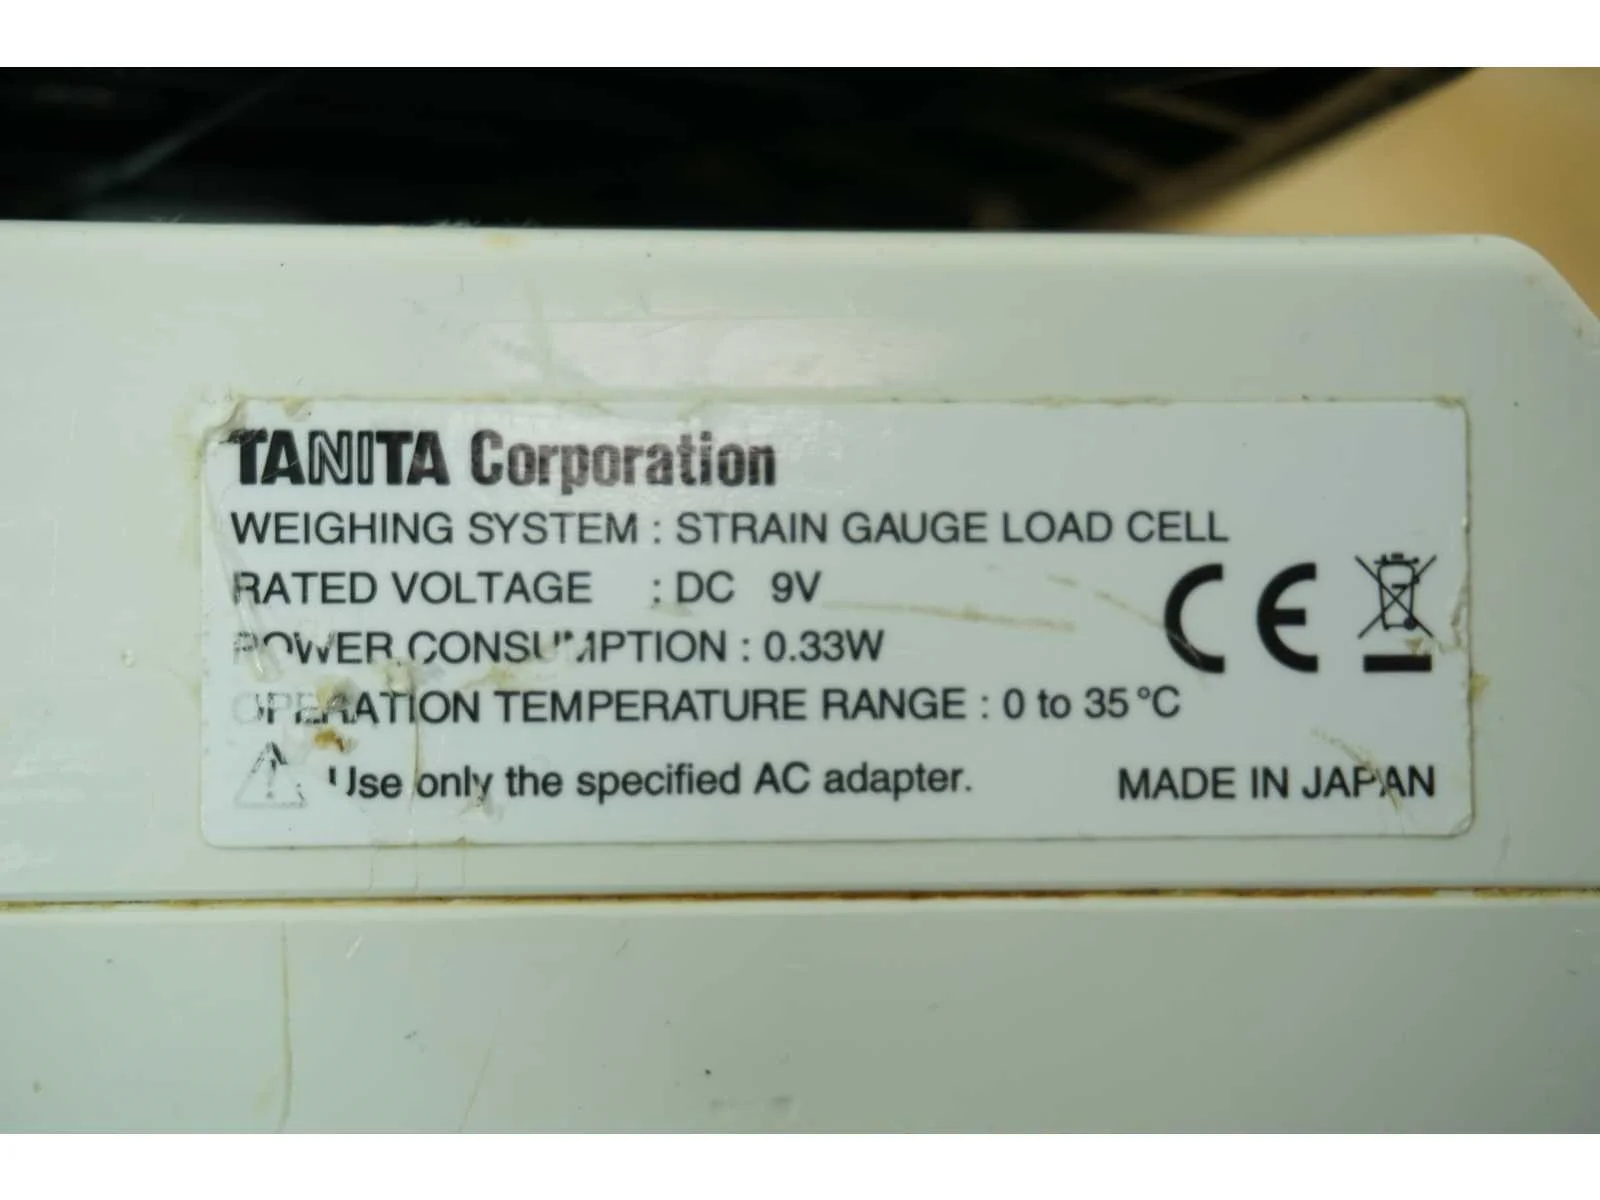 TANITA Corporation
WEIGHING SYSTEM : STRAIN GAUGE LOAD CELL
RATED VOLTAGE : DC 9V
POWER CONSUMPTION : 0.33W
CE
OPERATION TEMPERATURE RANGE : 0 to 35 °C
Use only the specified AC adapter.
MADE IN JAPAN